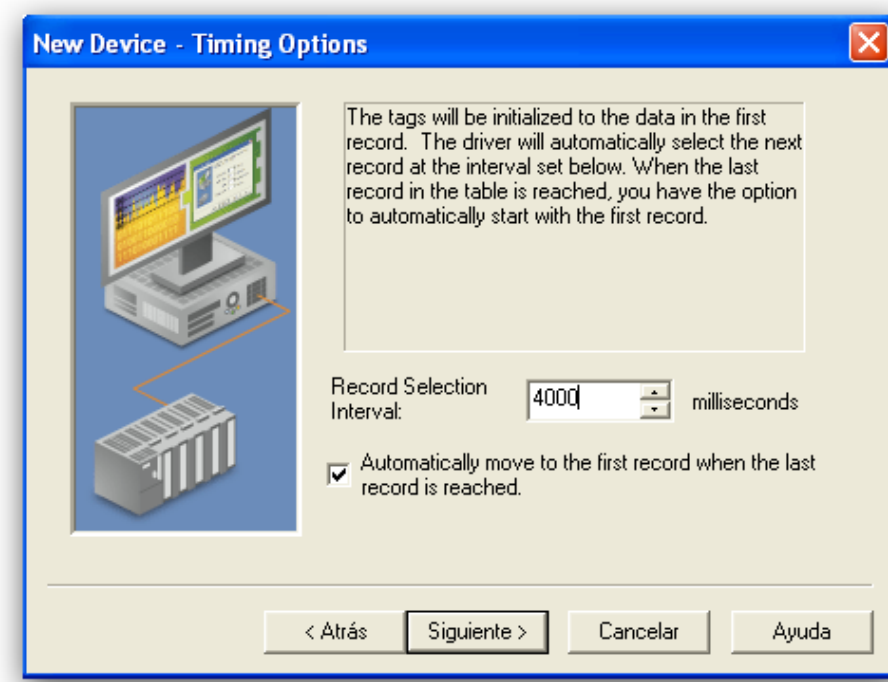 New Device - Timing Options
The tags will be initialized to the data in the first
record.  The driver will automatically select the next
record at the interval set below. When the last
record in the table is reached, you have the option
to automatically start with the first record.
Record Selection
Interval:
4000
milliseconds
Automatically move to the first record when the last
record is reached.
< Atrás
Siguiente >
Cancelar
Ayuda